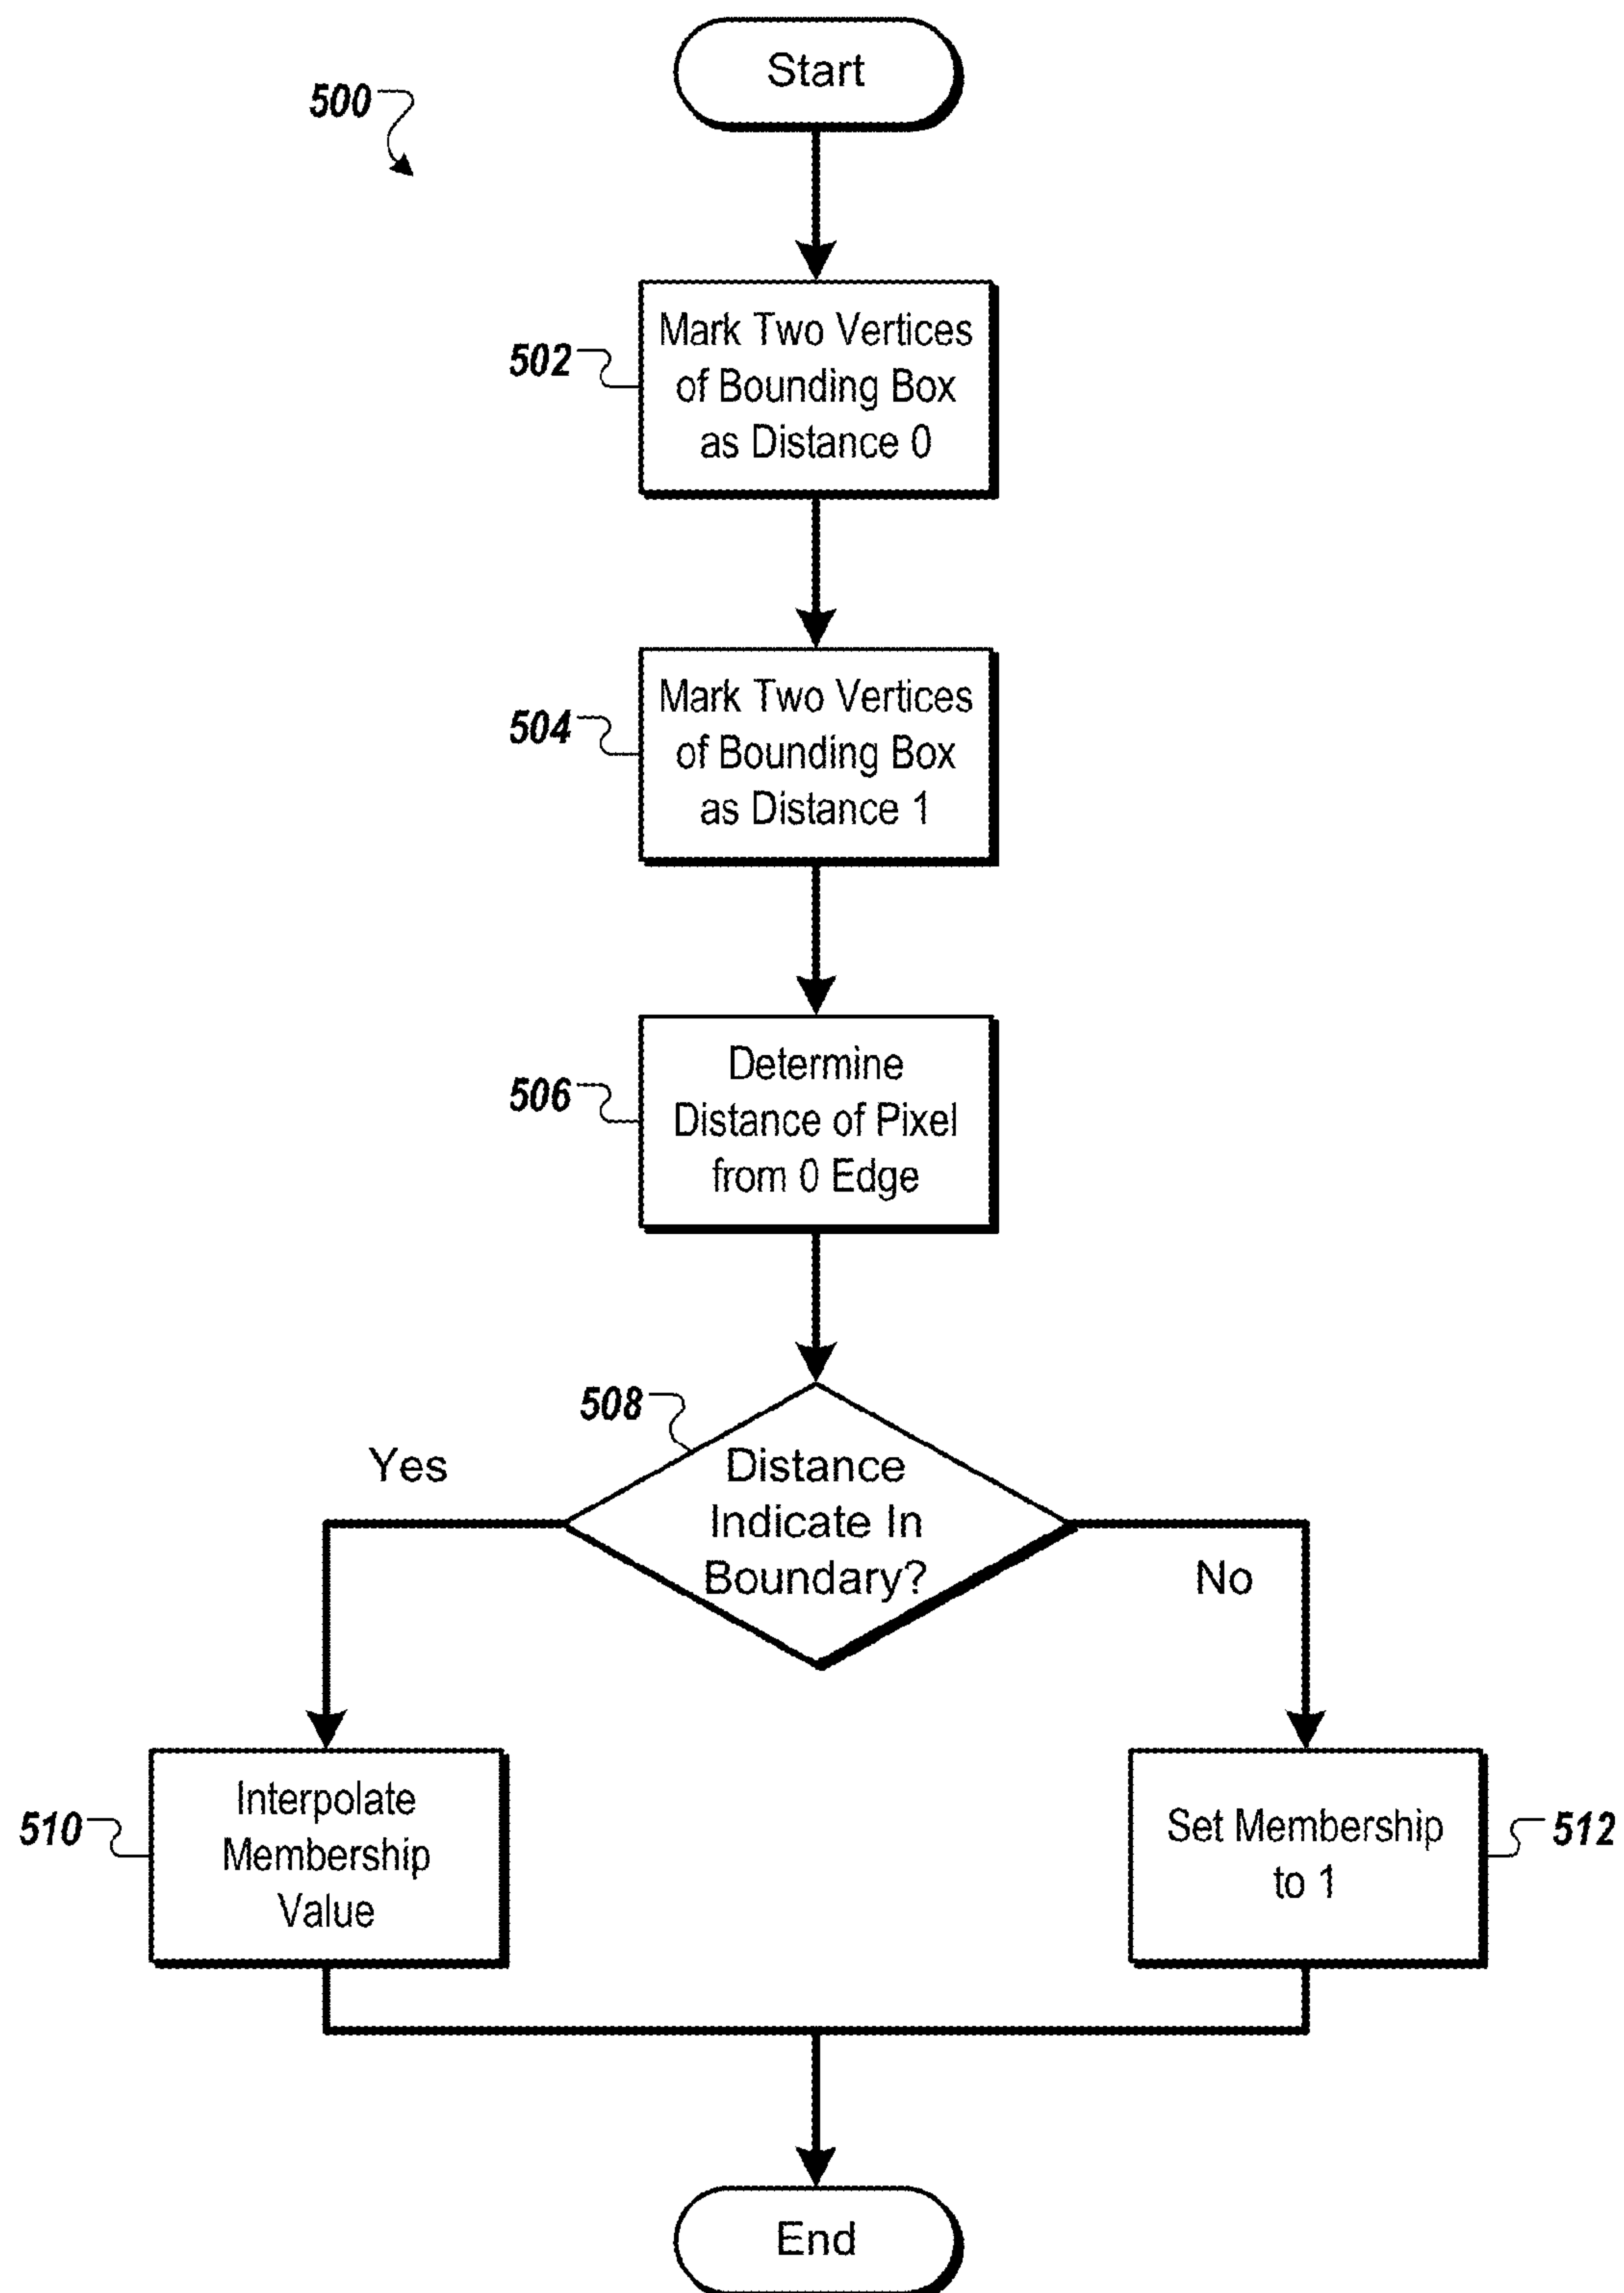 Start
500
502
Mark Two Vertices
of Bounding Box
as Distance 0
504
Mark Two Vertices
of Bounding Box
as Distance 1
506
Determine
Distance of Pixel
from 0 Edge
508
Distance
Indicate In
Boundary?
Yes
No
510
Interpolate
Membership
Value
Set Membership
to 1
512
End